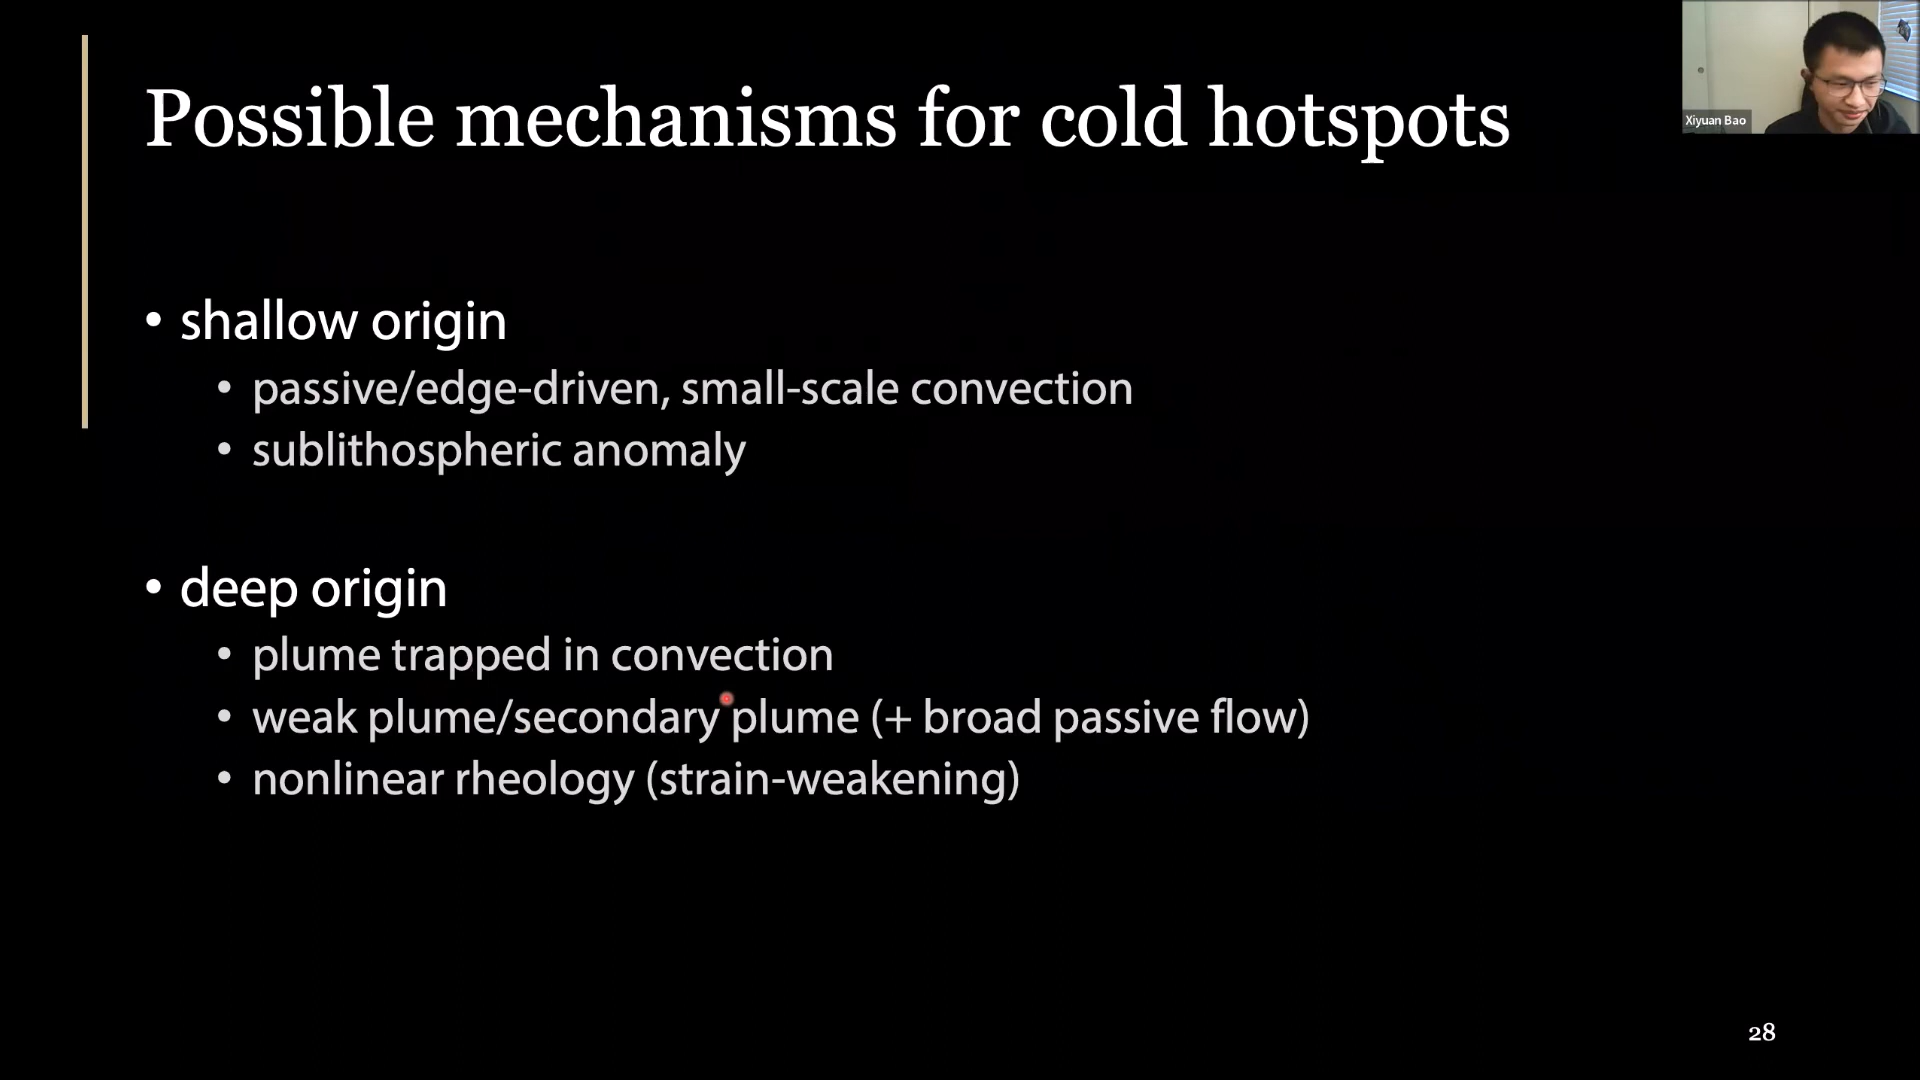 Possible mechanisms for cold hotspots
Xiyuan Bao
• shallow origin
• passive/edge-driven, small-scale convection
• sublithospheric anomaly
• deep origin
• plume trapped in convection
• weak plume/secondary plume (+ broad passive flow)
• nonlinear rheology (strain-weakening)
28